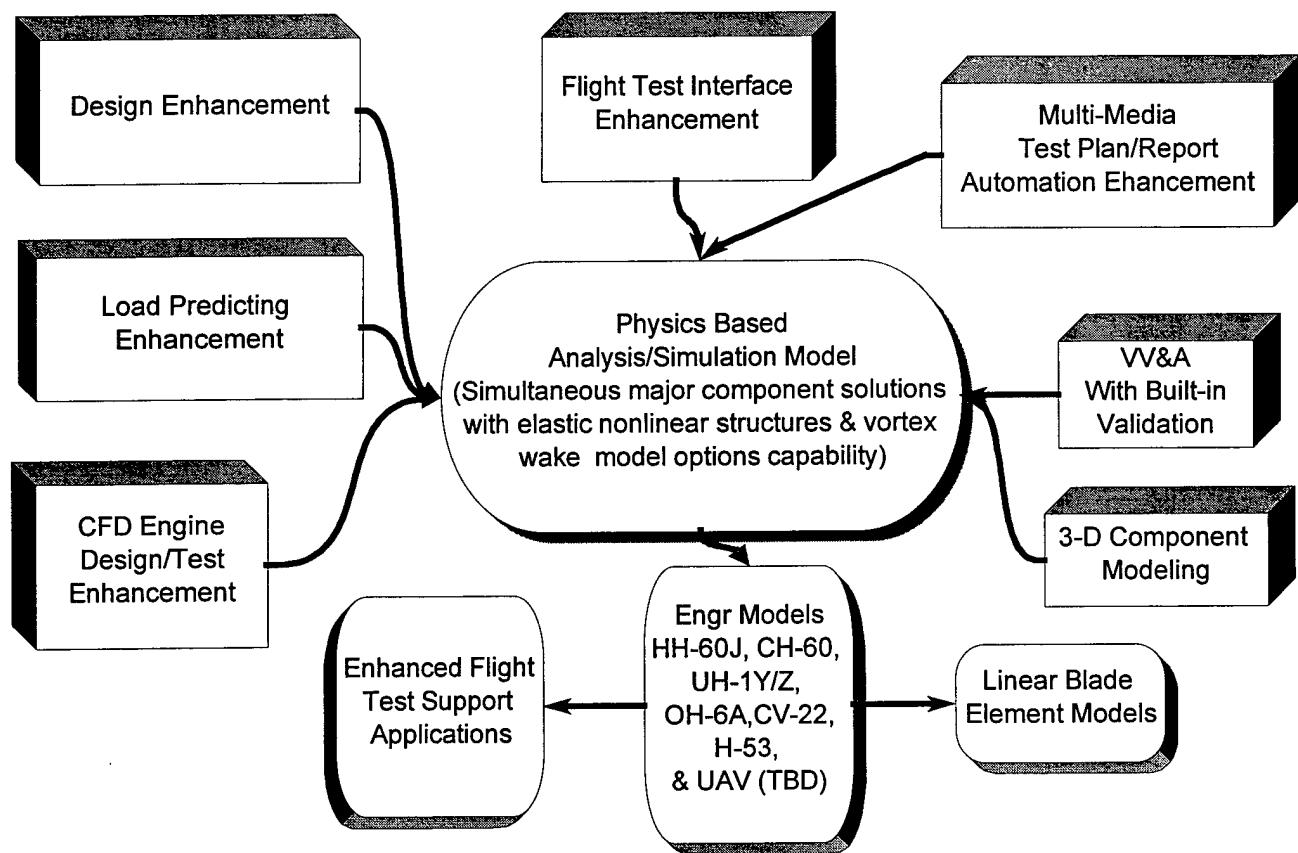 Design Enhancement
Flight Test Interface
Enhancement
Multi-Media
Test Plan/Report
Automation Ehancement
Load Predicting
Enhancement
Physics Based
Analysis/Simulation Model
(Simultaneous major component solutions
with elastic nonlinear structures & vortex
wake model options capability)
VV&A
With Built-in
Validation
CFD Engine
Design/Test
Enhancement
3-D Component
Modeling
Enhanced Flight
Test Support
Applications
Engr Models
HH-60J, CH-60,
UH-1Y/Z,
OH-6A,CV-22,
H-53,
& UAV (TBD)
Linear Blade
Element Models